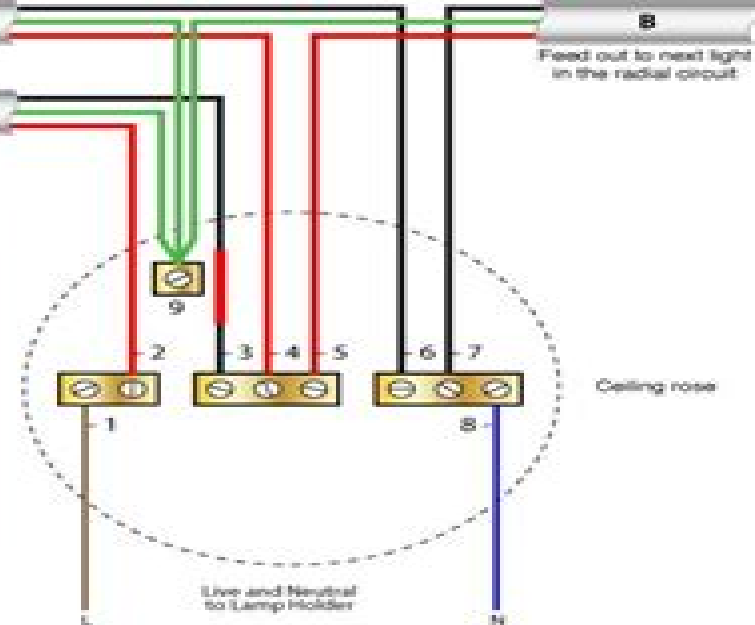 B
Feed out to next light
in the radial circuit
9
2
3
4
5
6
7
Ceiling rose
1
8
Live and Neutral
to Lamp Holder
L
N